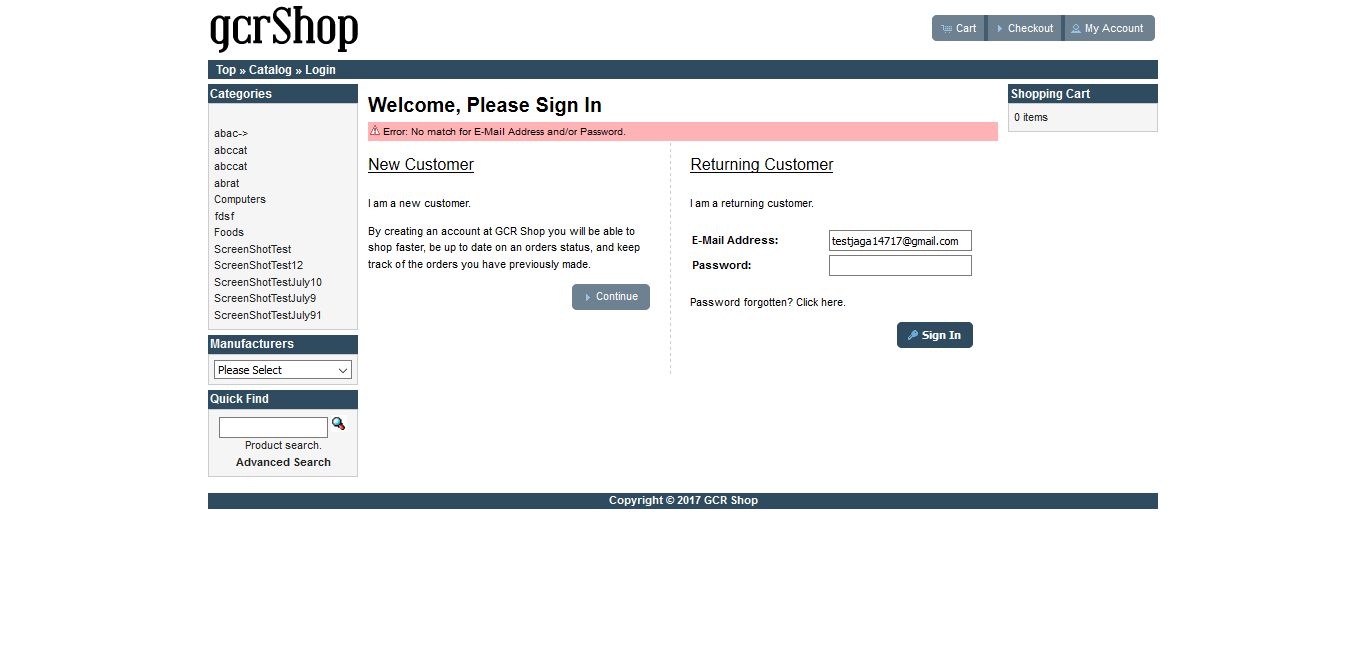 gcrShop
Cart
Checkout
My Account
Top » Catalog » Login
Categories
abac->
abccat
abccat
abrat
Computers
fdsf
Foods
ScreenShotTest
ScreenShotTest12
ScreenShotTestJuly10
ScreenShotTestJuly9
ScreenShotTestJuly91
Manufacturers
Please Select
Quick Find
Product search.
Advanced Search
Welcome, Please Sign In
Error: No match for E-Mail Address and/or Password.
New Customer
I am a new customer.
By creating an account at GCR Shop you will be able to
shop faster, be up to date on an orders status, and keep
track of the orders you have previously made.
Continue
Returning Customer
I am a returning customer.
E-Mail Address:
testjaga14717@gmail.com
Password:
Password forgotten? Click here.
Sign In
Shopping Cart
0 items
Copyright © 2017 GCR Shop